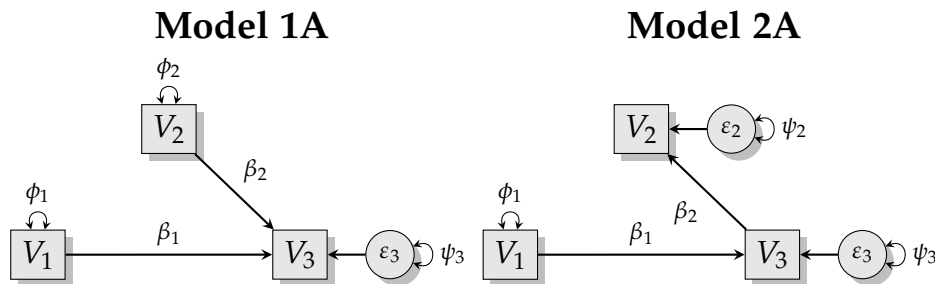 Model 1A
Model 2A
ϕ₂
V₂
V₂
ε₂
ψ₂
β₂
β₂
ϕ₁
ϕ₁
V₁
β₁
V₃
ε₃
ψ₃
V₁
β₁
V₃
ε₃
ψ₃